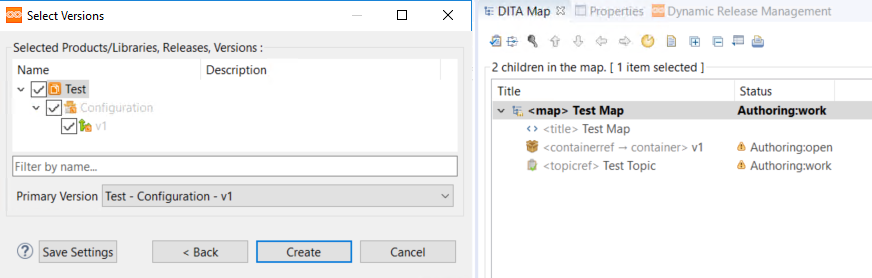 Select Versions
Selected Products/Libraries, Releases, Versions :
Name Description
Test
Configuration
v1
Filter by name...
Primary Version Test - Configuration - v1
? Save Settings < Back Create Cancel
DITA Map Properties Dynamic Release Management
2 children in the map. [ 1 item selected ]
Title Status
<map> Test Map Authoring:work
<title> Test Map
<containerref → container> v1 Authoring:open
<topicref> Test Topic Authoring:work